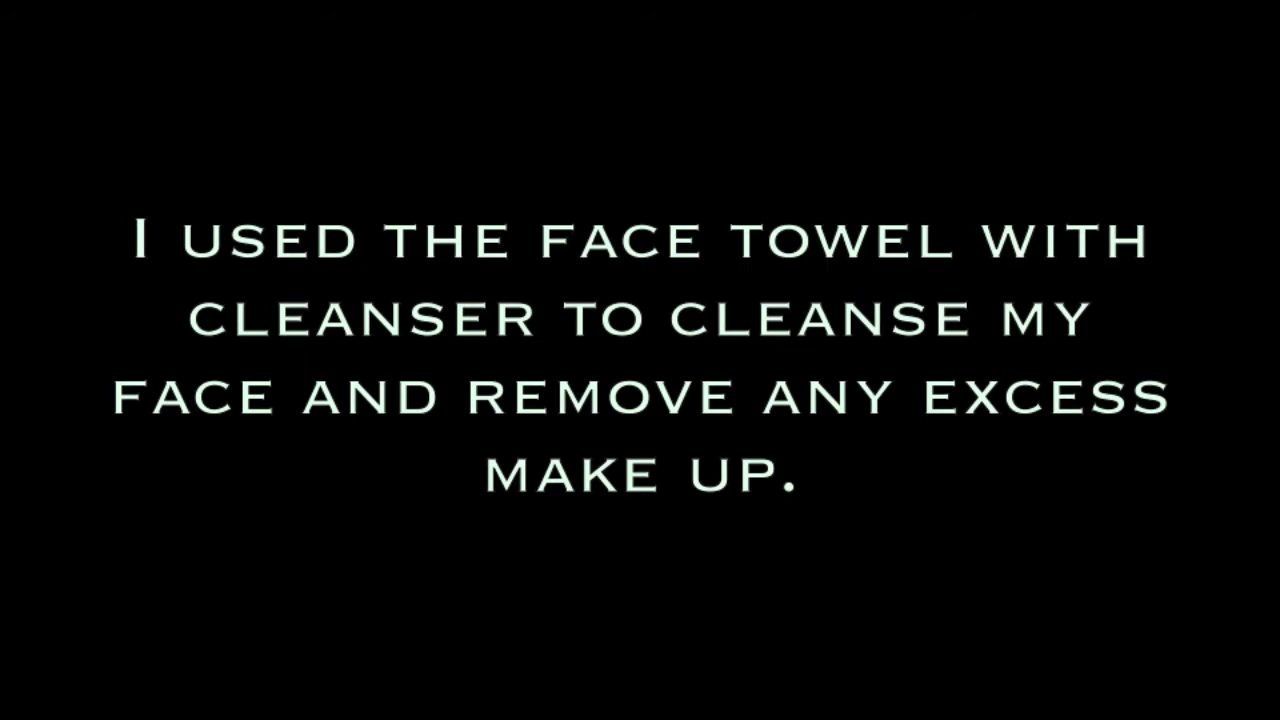 I USED THE FACE TOWEL WITH
CLEANSER TO CLEANSE MY
FACE AND REMOVE ANY EXCESS
MAKE UP.